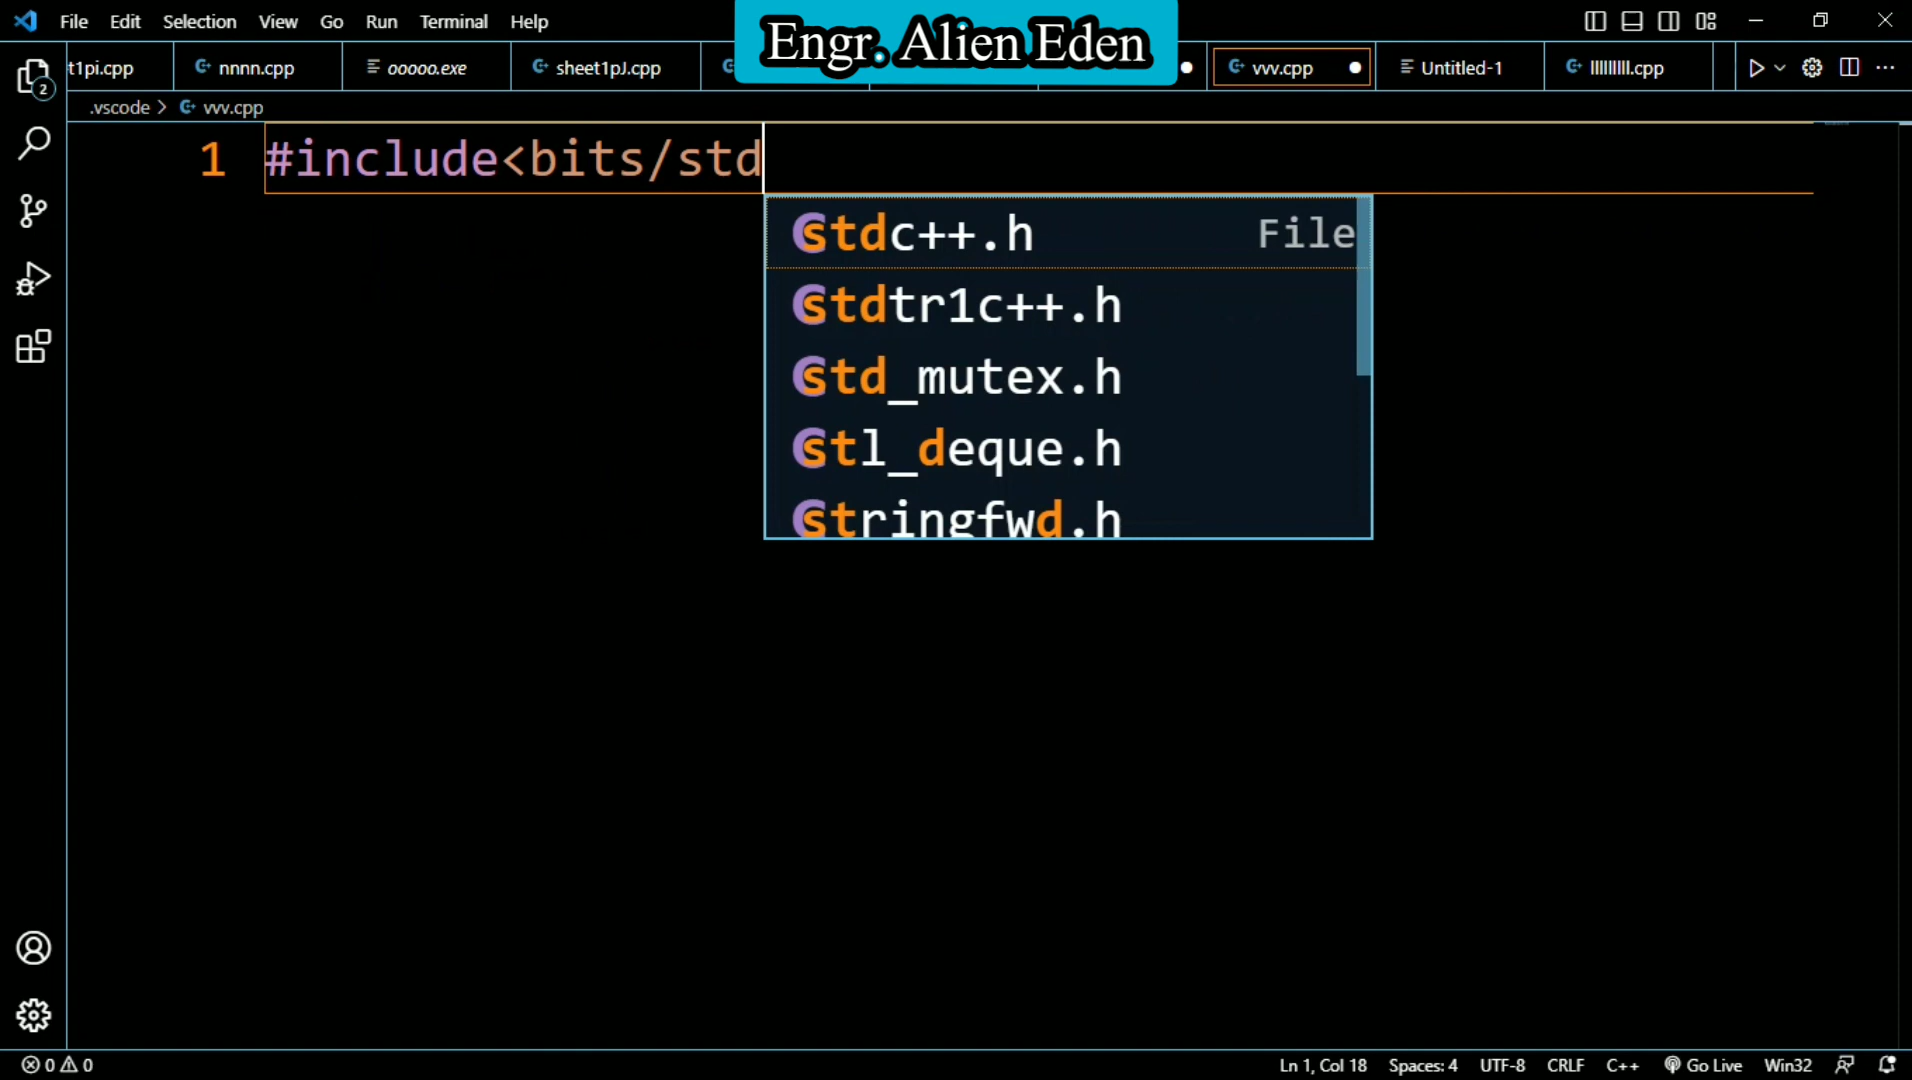 File Edit Selection View Go Run Terminal Help
Engr. Alien Eden
t1pi.cpp nnnn.cpp ooooo.exe sheet1pJ.cpp vvv.cpp Untitled-1 lllllllll.cpp
.vscode > vvv.cpp
1 #include<bits/std
stdc++.h File
stdtr1c++.h
std_mutex.h
stl_deque.h
stringfwd.h
2
0 0 Ln 1, Col 18 Spaces: 4 UTF-8 CRLF C++ Go Live Win32